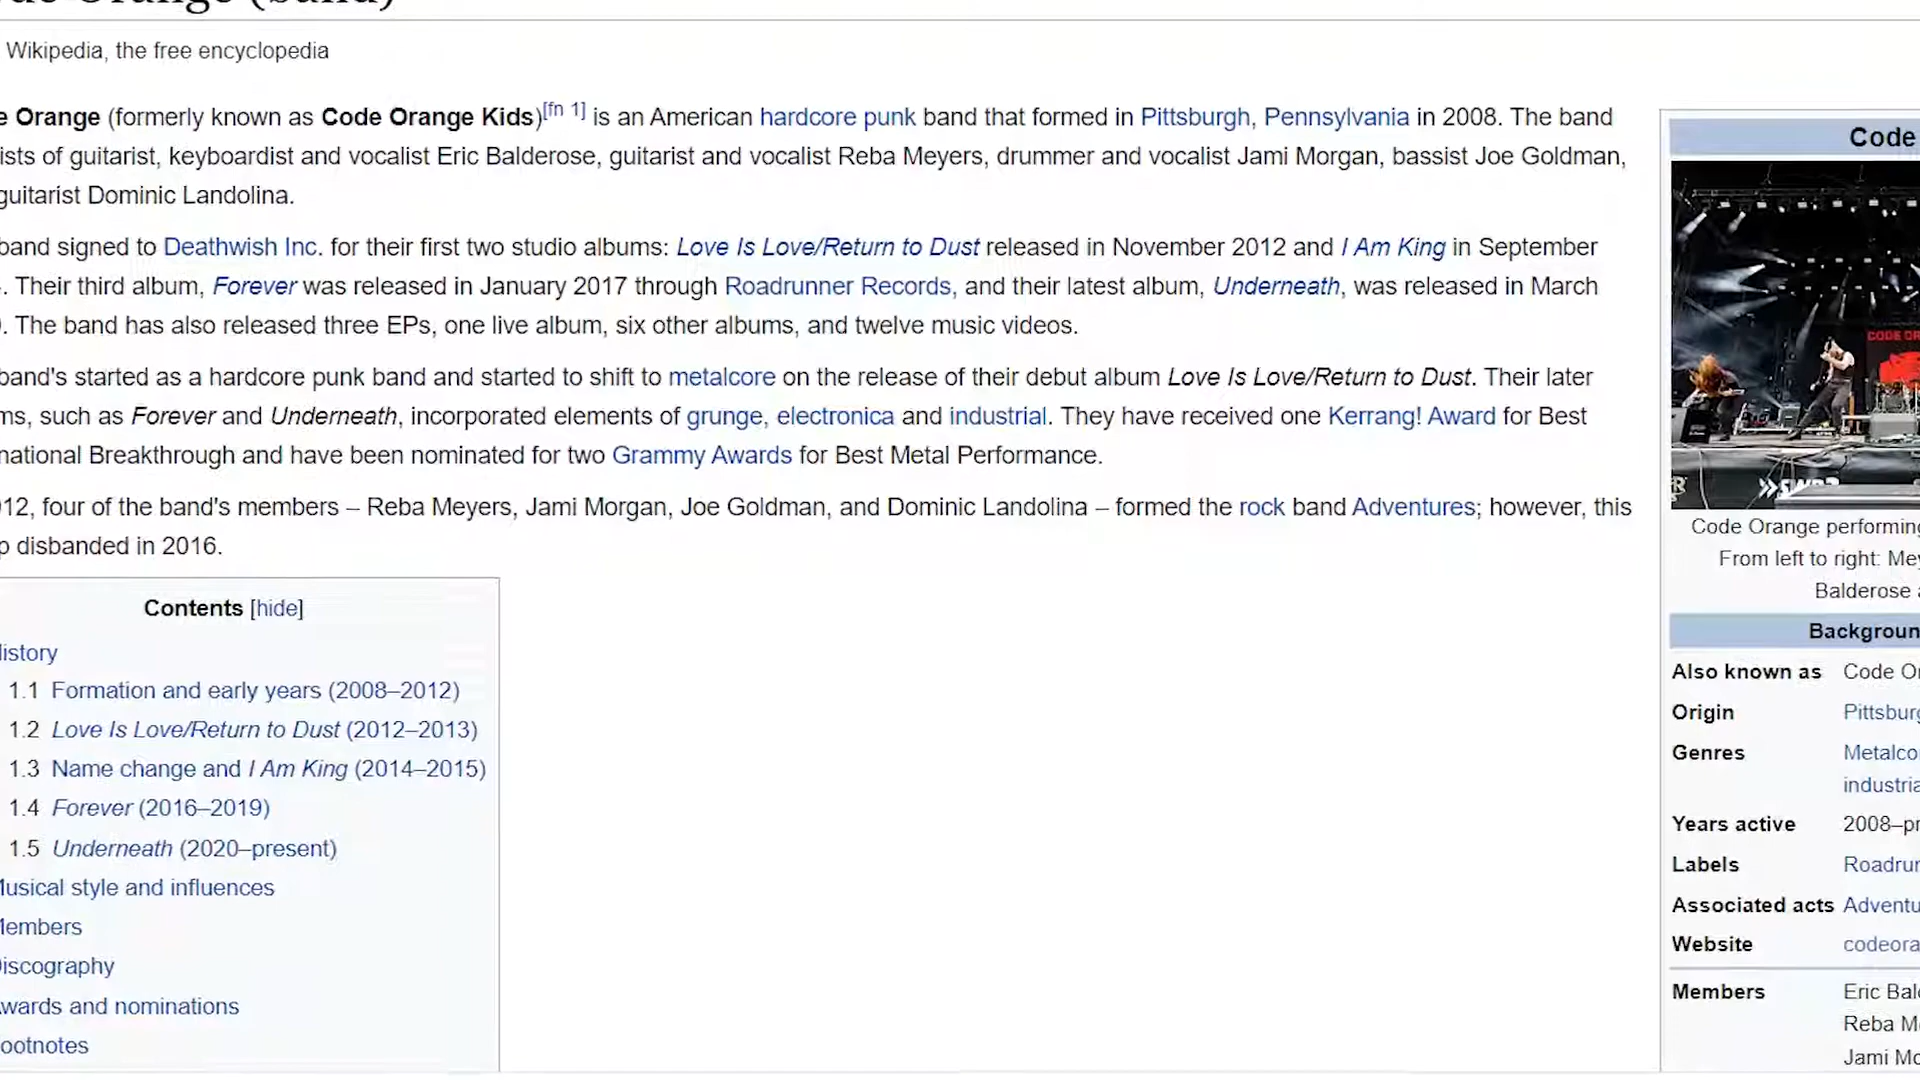 Wikipedia, the free encyclopedia
Orange (formerly known as Code Orange Kids)[fn 1] is an American hardcore punk band that formed in Pittsburgh, Pennsylvania in 2008. The band
of guitarist, keyboardist and vocalist Eric Balderose, guitarist and vocalist Reba Meyers, drummer and vocalist Jami Morgan, bassist Joe Goldman,
guitarist Dominic Landolina.
band signed to Deathwish Inc. for their first two studio albums: Love Is Love/Return to Dust released in November 2012 and I Am King in September
. Their third album, Forever was released in January 2017 through Roadrunner Records, and their latest album, Underneath, was released in March
. The band has also released three EPs, one live album, six other albums, and twelve music videos.
band's started as a hardcore punk band and started to shift to metalcore on the release of their debut album Love Is Love/Return to Dust. Their later
such as Forever and Underneath, incorporated elements of grunge, electronica and industrial. They have received one Kerrang! Award for Best
national Breakthrough and have been nominated for two Grammy Awards for Best Metal Performance.
12, four of the band's members – Reba Meyers, Jami Morgan, Joe Goldman, and Dominic Landolina – formed the rock band Adventures; however, this
p disbanded in 2016.
Contents [hide]
istory
1.1 Formation and early years (2008–2012)
1.2 Love Is Love/Return to Dust (2012–2013)
1.3 Name change and I Am King (2014–2015)
1.4 Forever (2016–2019)
1.5 Underneath (2020–present)
usical style and influences
embers
iscography
wards and nominations
ootnotes
Code
CODE OR
Code Orange performing
From left to right: Mey
Balderose a
Backgroun
Also known as Code Or
Origin Pittsburg
Genres Metalco
industria
Years active 2008–pr
Labels Roadrun
Associated acts Adventu
Website codeora
Members Eric Bal
Reba Me
Jami Mo